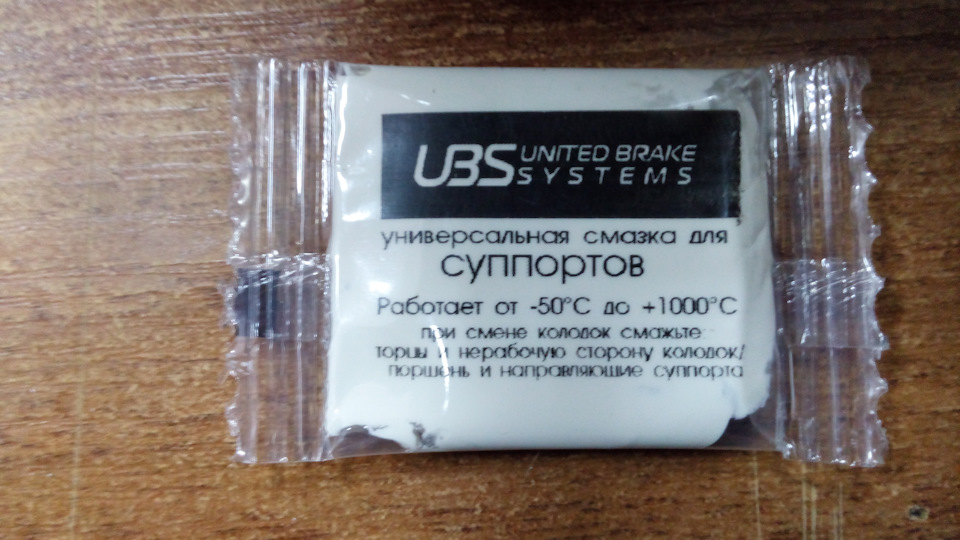 UBS UNITED BRAKE
SYSTEMS
универсальная смазка для
суппортов
Работает от -50°C до +1000°C
при смене колодок смажьте:
торцы и нерабочую сторону колодок/
поршень и направляющие суппорта